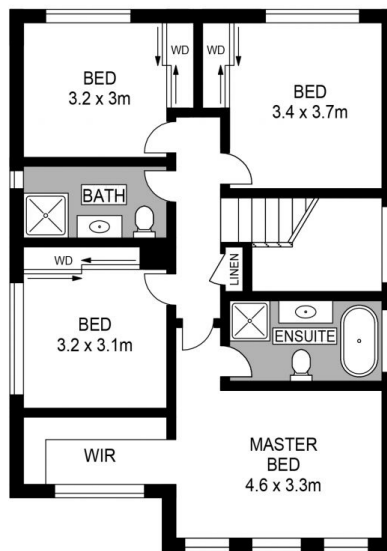 WD
WD
BED
3.2 x 3m
BED
3.4 x 3.7m
BATH
WD
LINEN
BED
3.2 x 3.1m
ENSUITE
WIR
MASTER
BED
4.6 x 3.3m